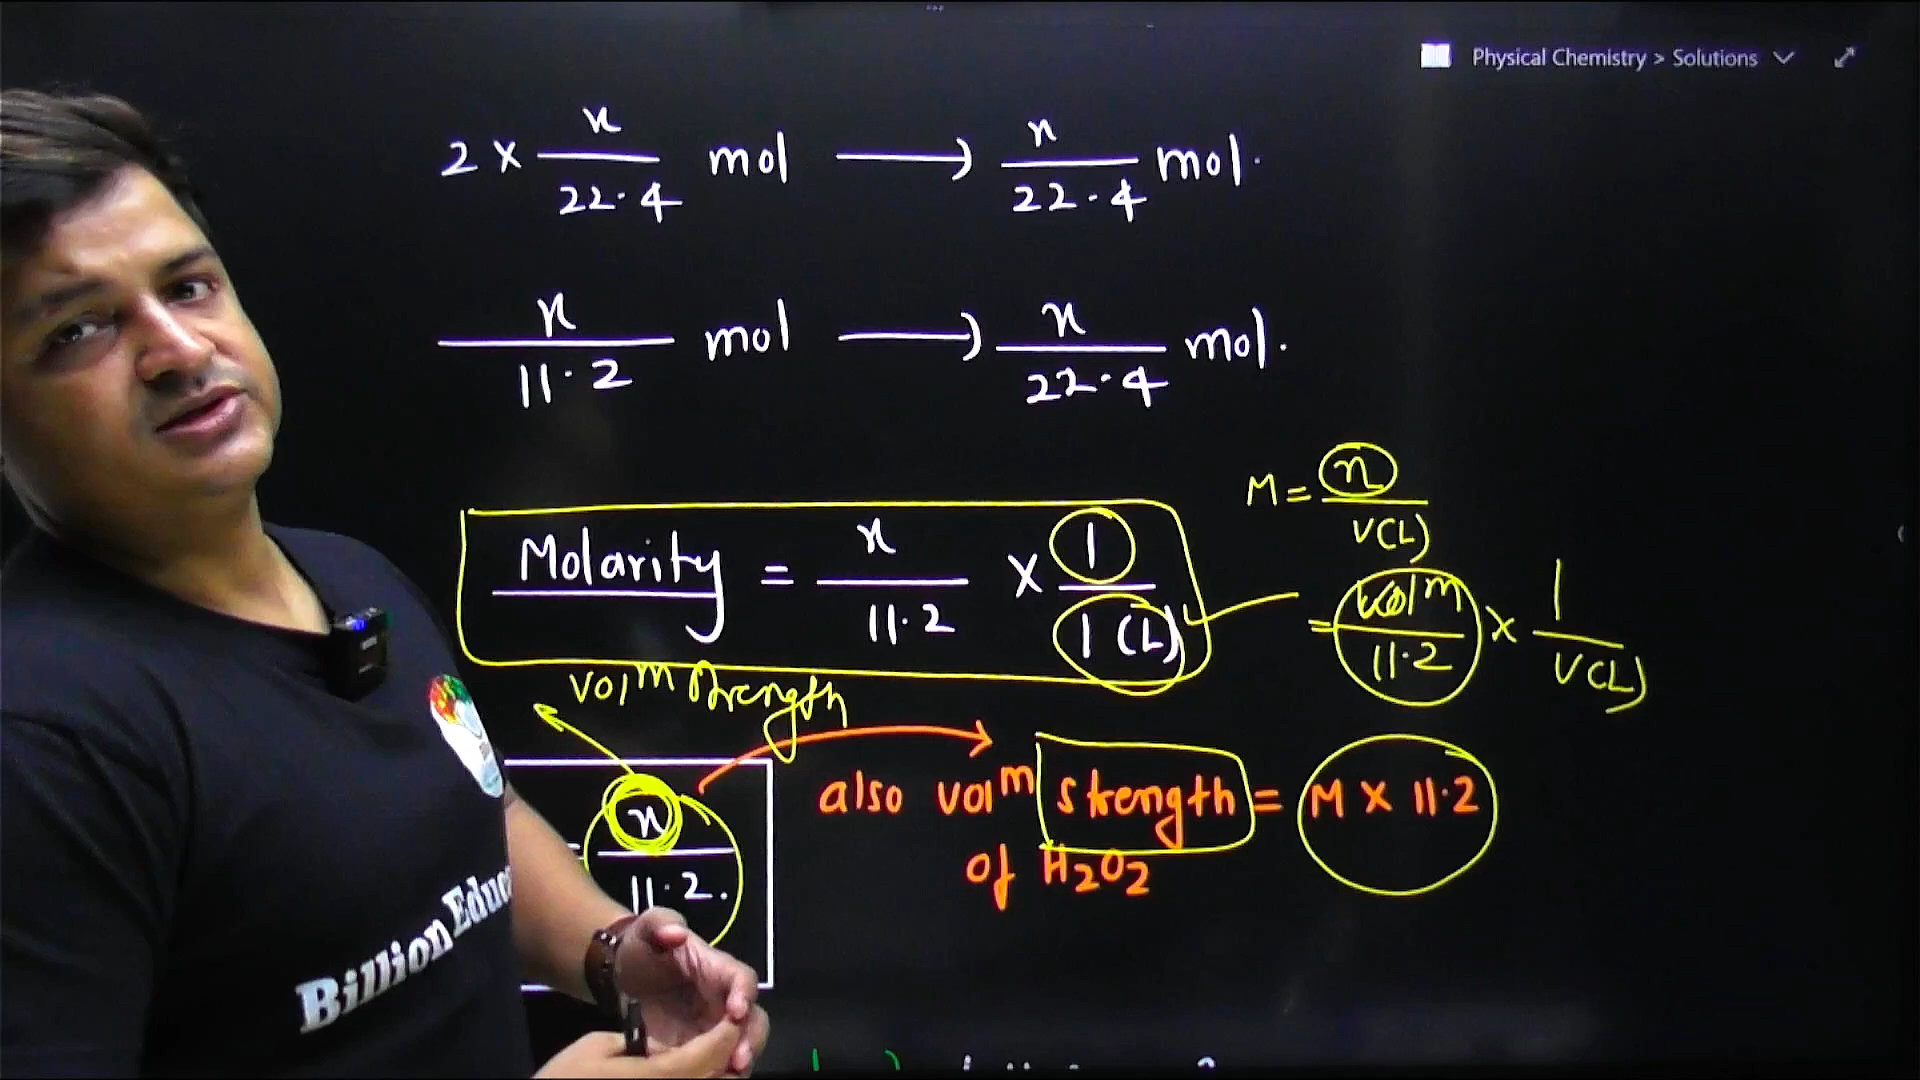 Physical Chemistry > Solutions
2 × x/22.4 mol ⟶ x/22.4 mol.
x/11.2 mol ⟶ x/22.4 mol.
M = n/V(L)
Molarity = x/11.2 × 1/1(L)
= volm/11.2 × 1/V(L)
volm strength
= x/11.2.
also volm strength = M × 11.2
of H2O2
Billion Educ